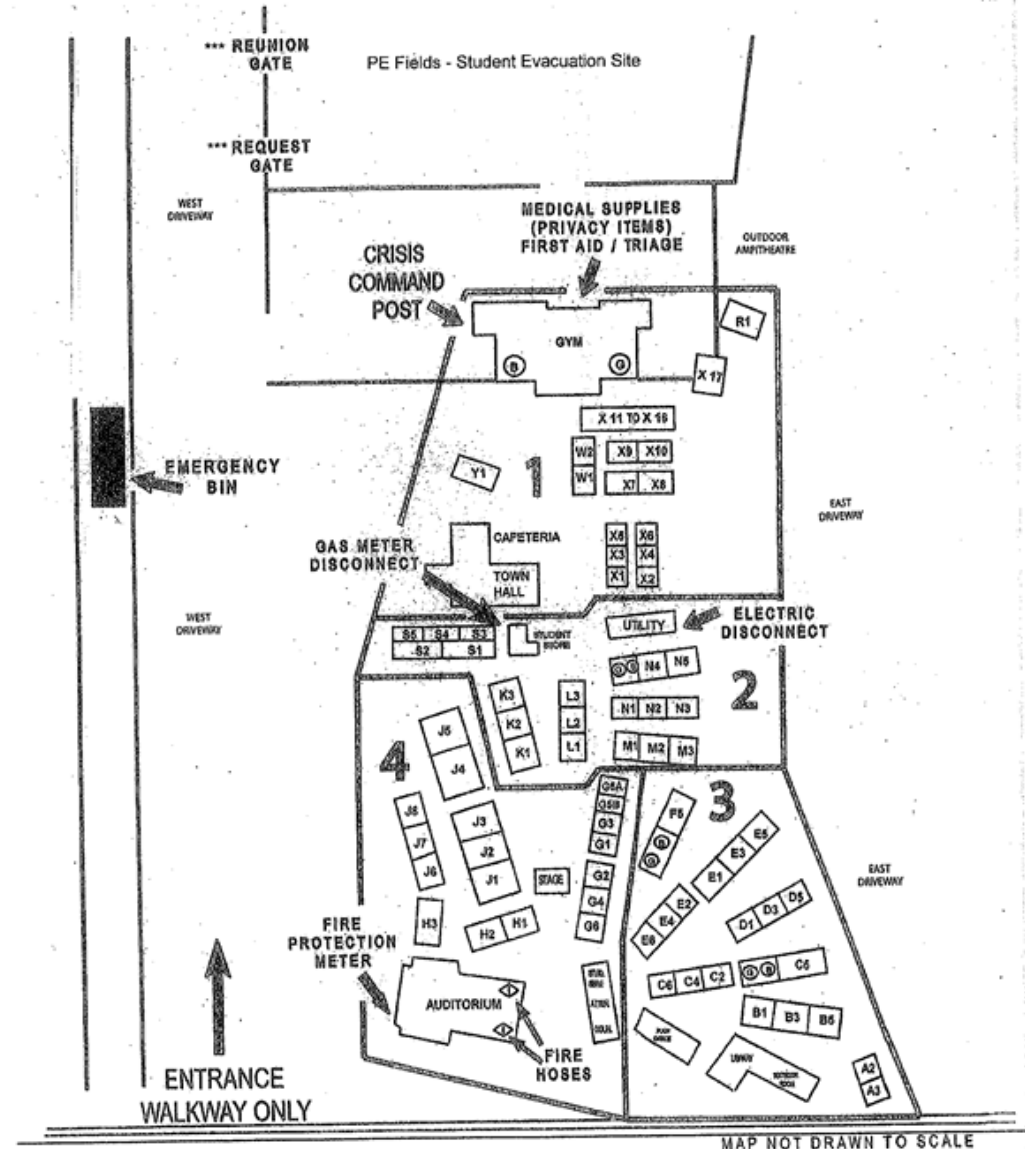 *** REUNION
GATE
PE Fields - Student Evacuation Site
*** REQUEST
GATE
WEST
DRIVEWAY
MEDICAL SUPPLIES
(PRIVACY ITEMS)
FIRST AID / TRIAGE
OUTDOOR
AMPITHEATRE
CRISIS
COMMAND
POST
R1
GYM
B
G
X 17
X 11 TO X 16
W2
X9
X10
Y1
1
W1
X7
X8
EMERGENCY
BIN
EAST
DRIVEWAY
GAS METER
DISCONNECT
CAFETERIA
X5
X6
X3
X4
TOWN
HALL
X1
X2
WEST
DRIVEWAY
UTILITY
ELECTRIC
DISCONNECT
S5
S4
S3
S2
S1
STUDENT
STORE
N4
N5
2
K3
K2
K1
L3
L2
L1
N1
N2
N3
M1
M2
M3
4
J5
J4
3
G5A
G5B
G3
G1
F5
E5
E3
E1
J8
J7
J6
J3
J2
J1
STAGE
G2
G4
G6
E2
E4
E6
D1
D3
D5
EAST
DRIVEWAY
H3
H2
H1
FIRE
PROTECTION
METER
C6
C4
C2
C5
AUDITORIUM
B1
B3
B5
A2
A3
FIRE
HOSES
ENTRANCE
WALKWAY ONLY
MAP NOT DRAWN TO SCALE